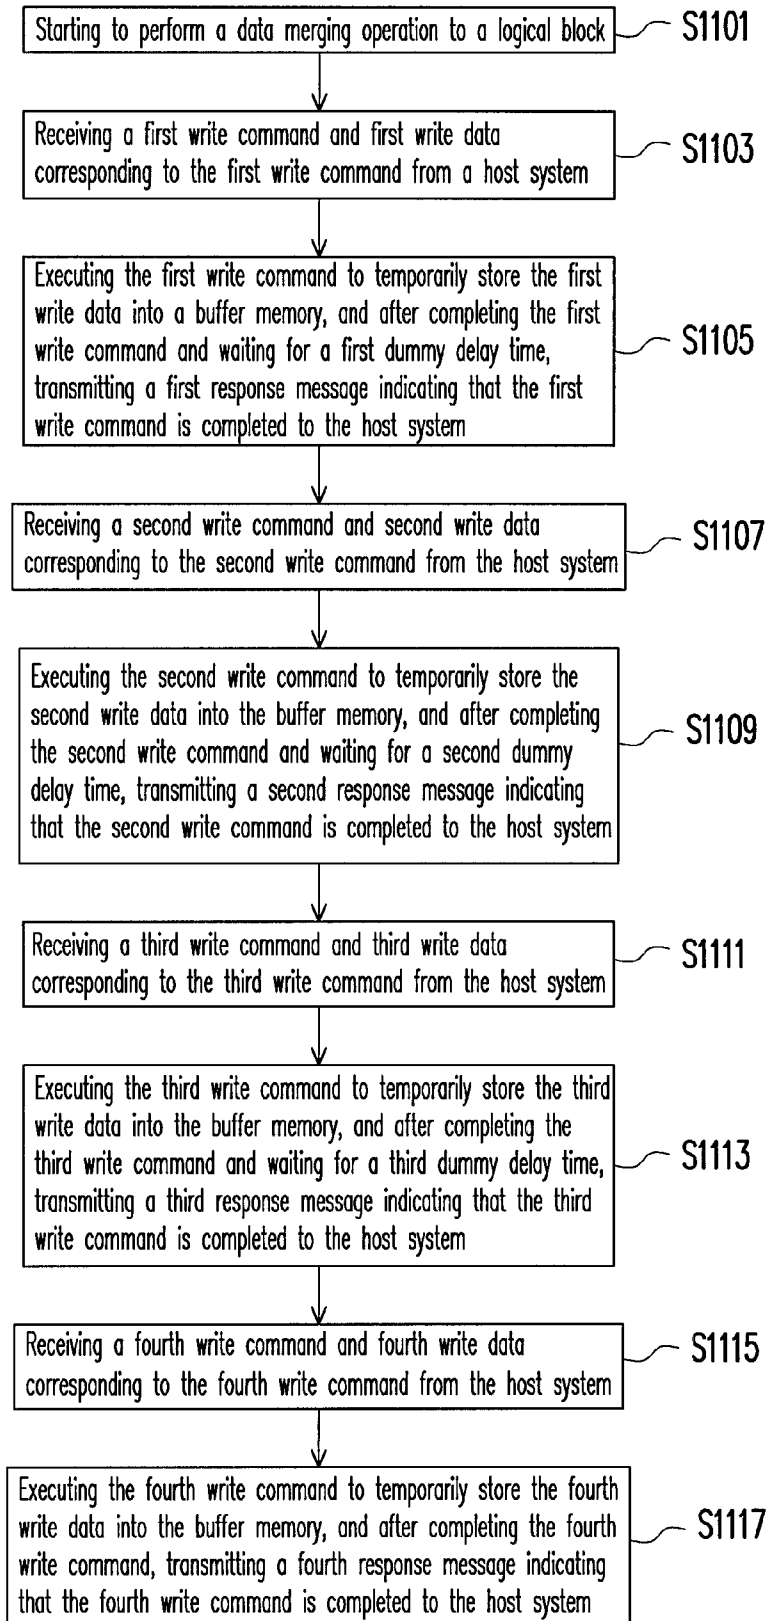 Starting to perform a data merging operation to a logical block
S1101
Receiving a first write command and first write data
corresponding to the first write command from a host system
S1103
Executing the first write command to temporarily store the first
write data into a buffer memory, and after completing the first
write command and waiting for a first dummy delay time,
transmitting a first response message indicating that the first
write command is completed to the host system
S1105
Receiving a second write command and second write data
corresponding to the second write command from the host system
S1107
Executing the second write command to temporarily store the
second write data into the buffer memory, and after completing
the second write command and waiting for a second dummy
delay time, transmitting a second response message indicating
that the second write command is completed to the host system
S1109
Receiving a third write command and third write data
corresponding to the third write command from the host system
S1111
Executing the third write command to temporarily store the third
write data into the buffer memory, and after completing the
third write command and waiting for a third dummy delay time,
transmitting a third response message indicating that the third
write command is completed to the host system
S1113
Receiving a fourth write command and fourth write data
corresponding to the fourth write command from the host system
S1115
Executing the fourth write command to temporarily store the fourth
write data into the buffer memory, and after completing the fourth
write command, transmitting a fourth response message indicating
that the fourth write command is completed to the host system
S1117